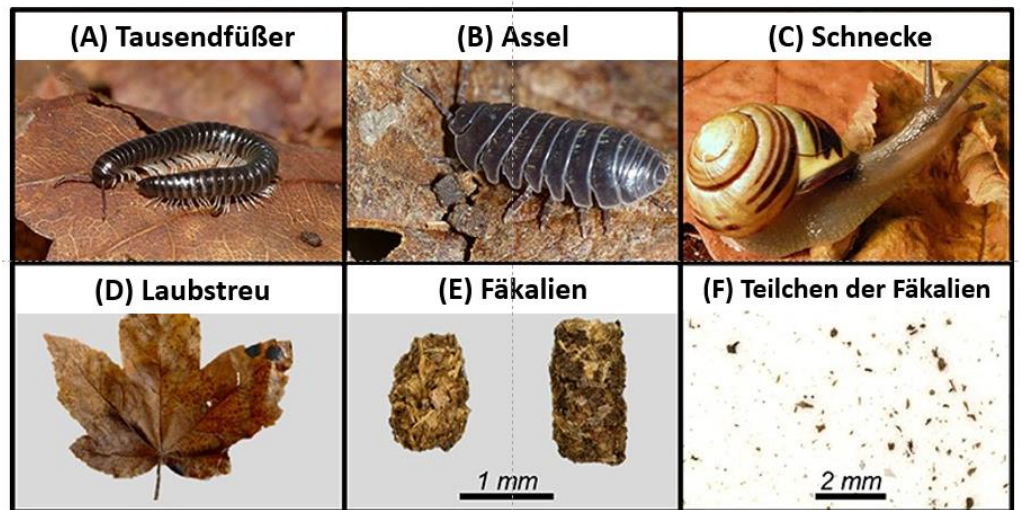 (A) Tausendfüßer
(B) Assel
(C) Schnecke
(D) Laubstreu
(E) Fäkalien
(F) Teilchen der Fäkalien
1 mm
2 mm